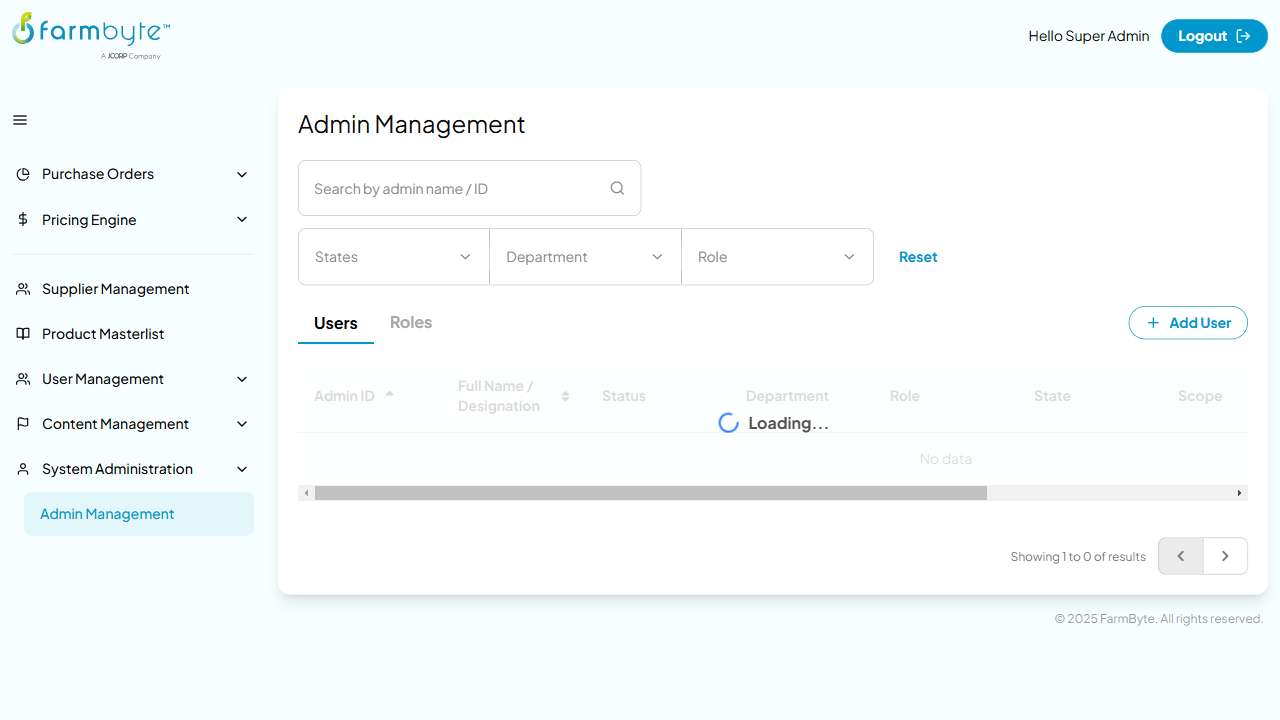 farmbyte™
A JCORP Company
Hello Super Admin
Logout
Purchase Orders
Pricing Engine
Supplier Management
Product Masterlist
User Management
Content Management
System Administration
Admin Management
Admin Management
Search by admin name / ID
States
Department
Role
Reset
Users
Roles
Add User
Admin ID
Full Name /
Designation
Status
Department
Role
State
Scope
Loading...
No data
Showing 1 to 0 of results
© 2025 FarmByte. All rights reserved.